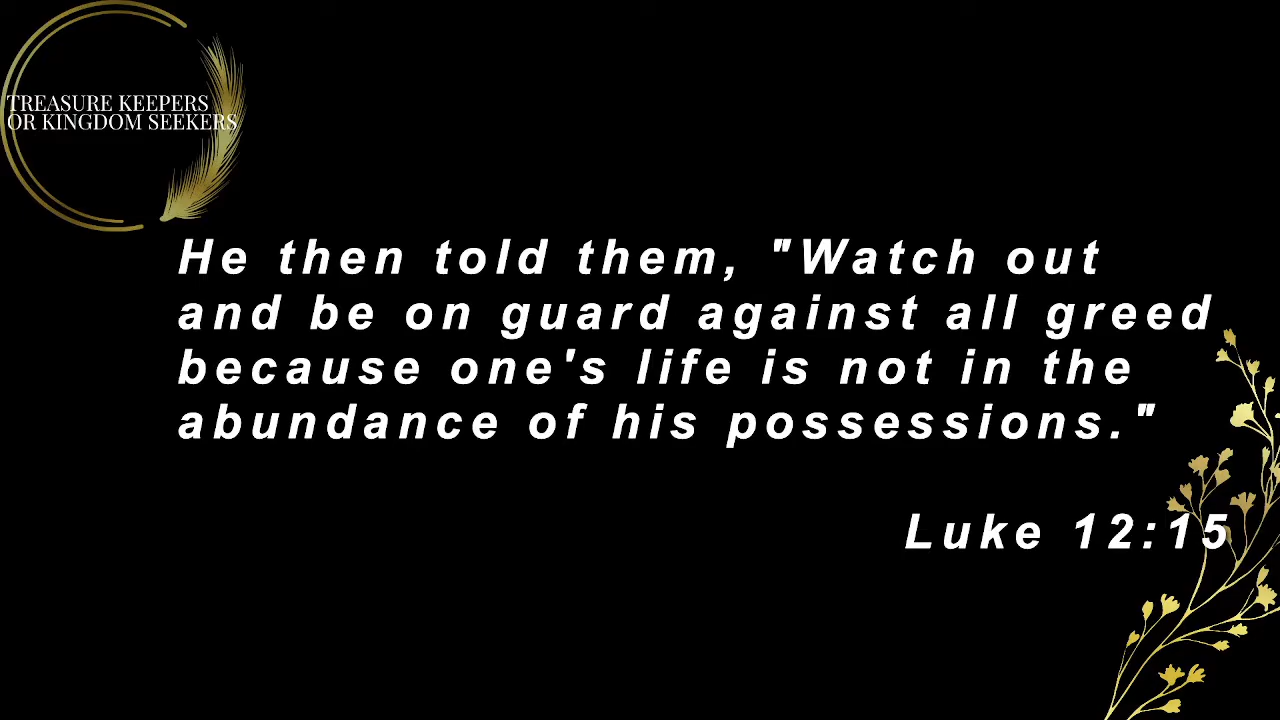 TREASURE KEEPERS
OR KINGDOM SEEKERS
He then told them, "Watch out
and be on guard against all greed
because one's life is not in the
abundance of his possessions."
Luke 12:15